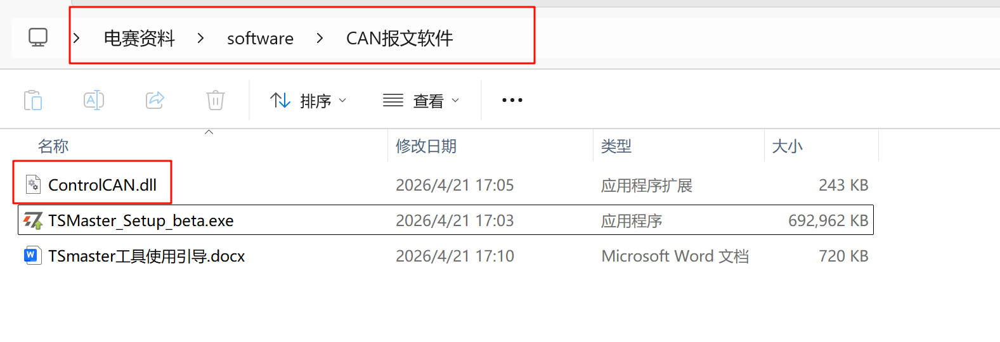 电赛资料 > software > CAN报文软件
排序 查看
名称 修改日期 类型 大小
ControlCAN.dll 2026/4/21 17:05 应用程序扩展 243 KB
TSMaster_Setup_beta.exe 2026/4/21 17:03 应用程序 692,962 KB
TSmaster工具使用引导.docx 2026/4/21 17:10 Microsoft Word 文档 720 KB